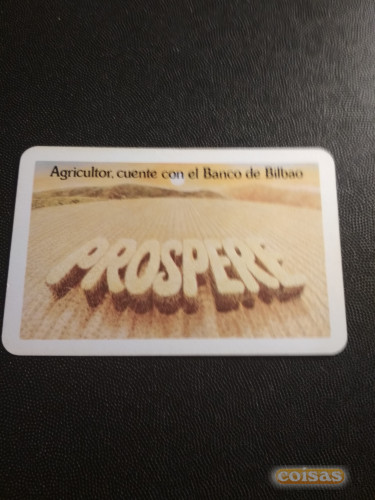 Agricultor, cuente con el Banco de Bilbao
PROSPERE
coisas